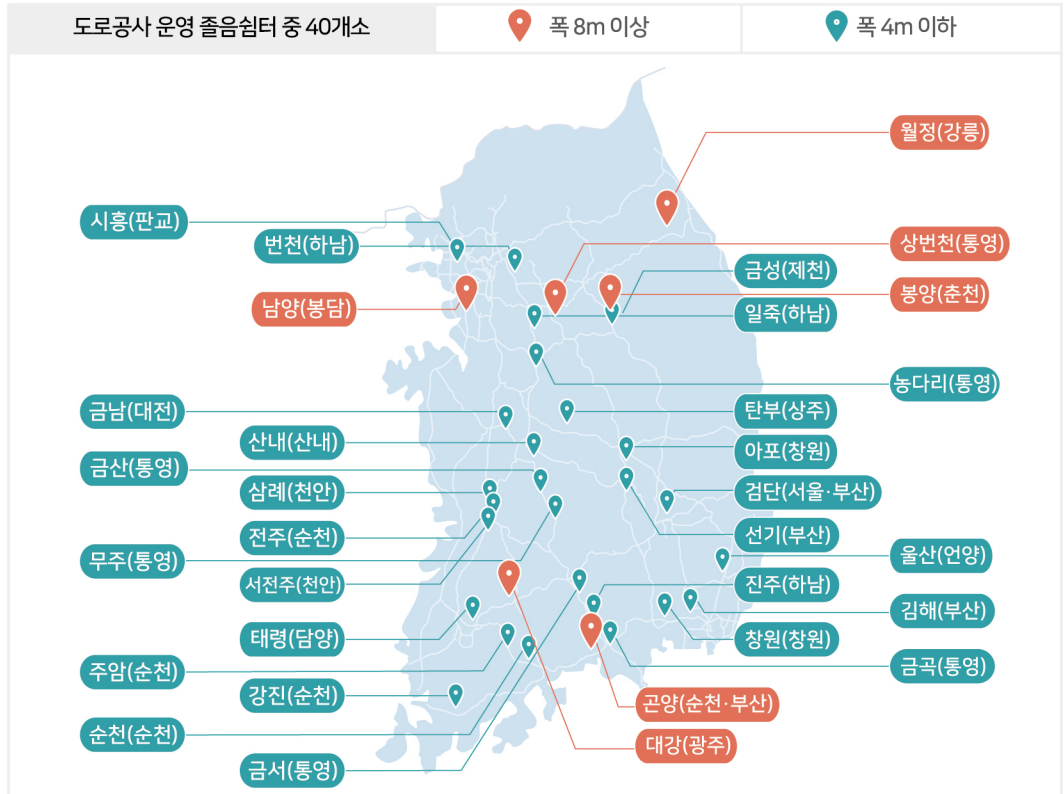 도로공사 운영 졸음쉼터 중 40개소
폭 8m 이상
폭 4m 이하
월정(강릉)
시흥(판교)
번천(하남)
상번천(통영)
금성(제천)
남양(봉담)
봉양(춘천)
일죽(하남)
농다리(통영)
금남(대전)
탄부(상주)
산내(산내)
아포(창원)
금산(통영)
삼례(천안)
검단(서울·부산)
전주(순천)
선기(부산)
무주(통영)
울산(언양)
서전주(천안)
진주(하남)
김해(부산)
태령(담양)
창원(창원)
주암(순천)
금곡(통영)
강진(순천)
곤양(순천·부산)
순천(순천)
대강(광주)
금서(통영)